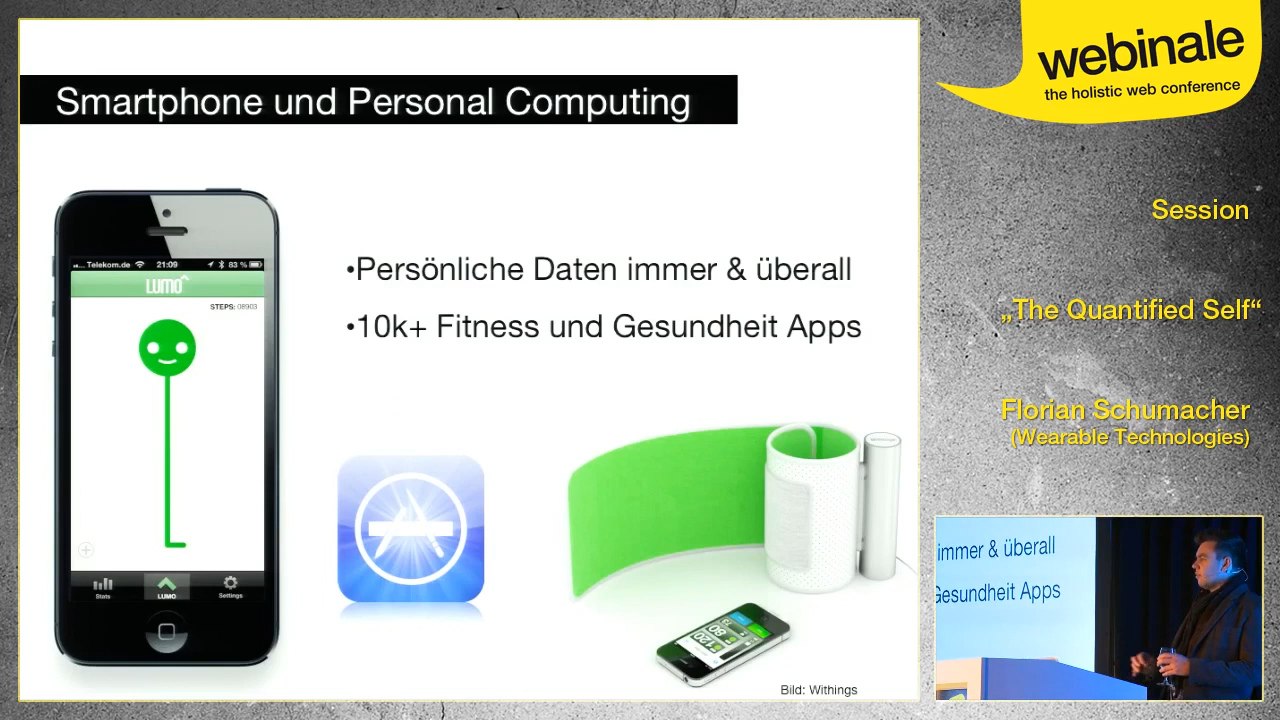 Smartphone und Personal Computing
Telekom.de 21:09 83 %
LUMO
STEPS: 08903
Stats LUMO Settings
•Persönliche Daten immer & überall
•10k+ Fitness und Gesundheit Apps
Bild: Withings
webinale
the holistic web conference
Session
„The Quantified Self“
Florian Schumacher
(Wearable Technologies)
immer & überall
Gesundheit Apps